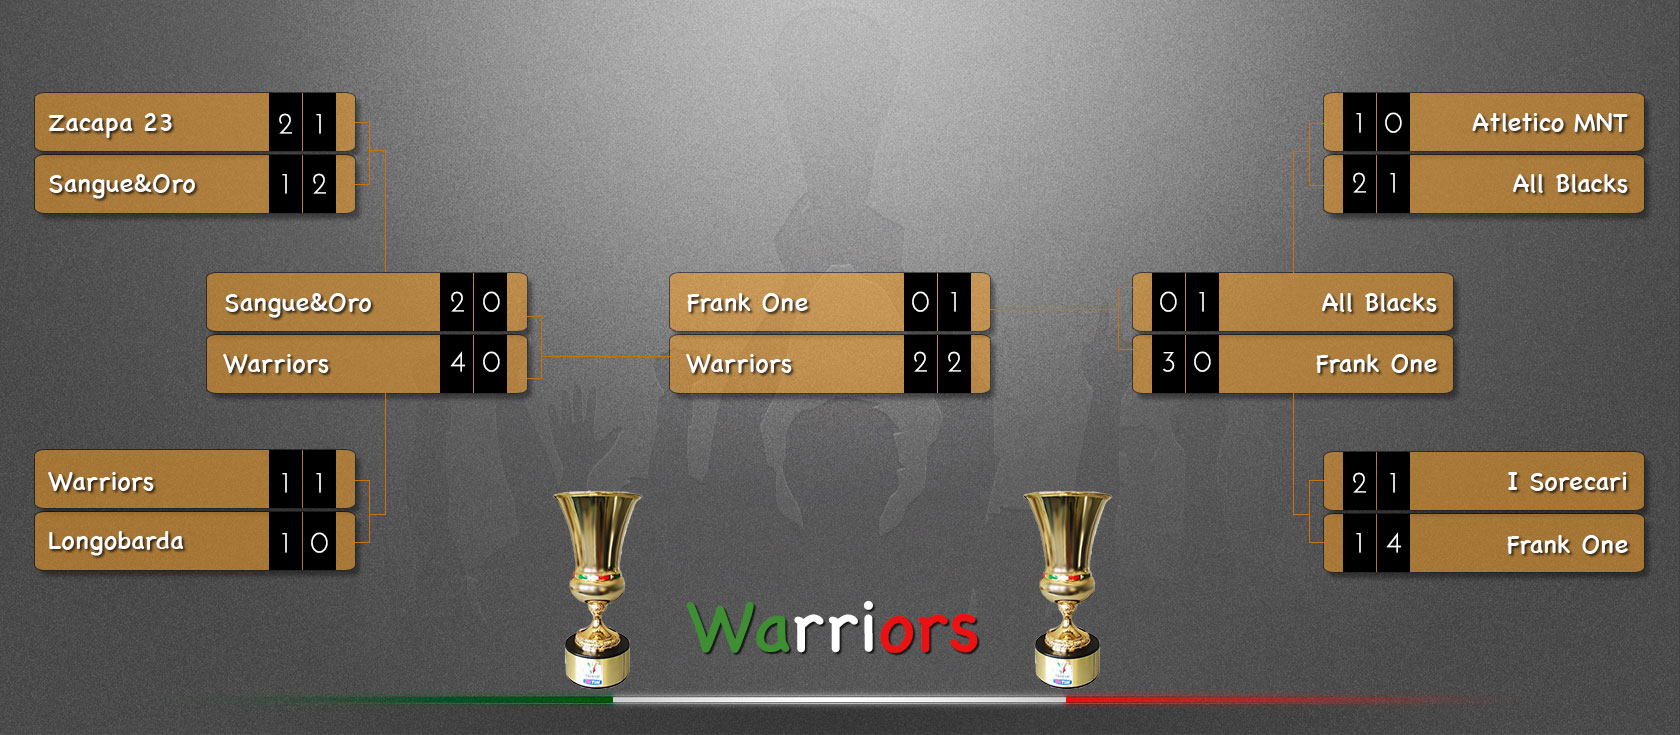 Zacapa 23 2 1
Sangue&Oro 1 2
1 0 Atletico MNT
2 1 All Blacks
Sangue&Oro 2 0
Warriors 4 0
Frank One 0 1
Warriors 2 2
0 1 All Blacks
3 0 Frank One
Warriors 1 1
Longobarda 1 0
2 1 I Sorecari
1 4 Frank One
Warriors